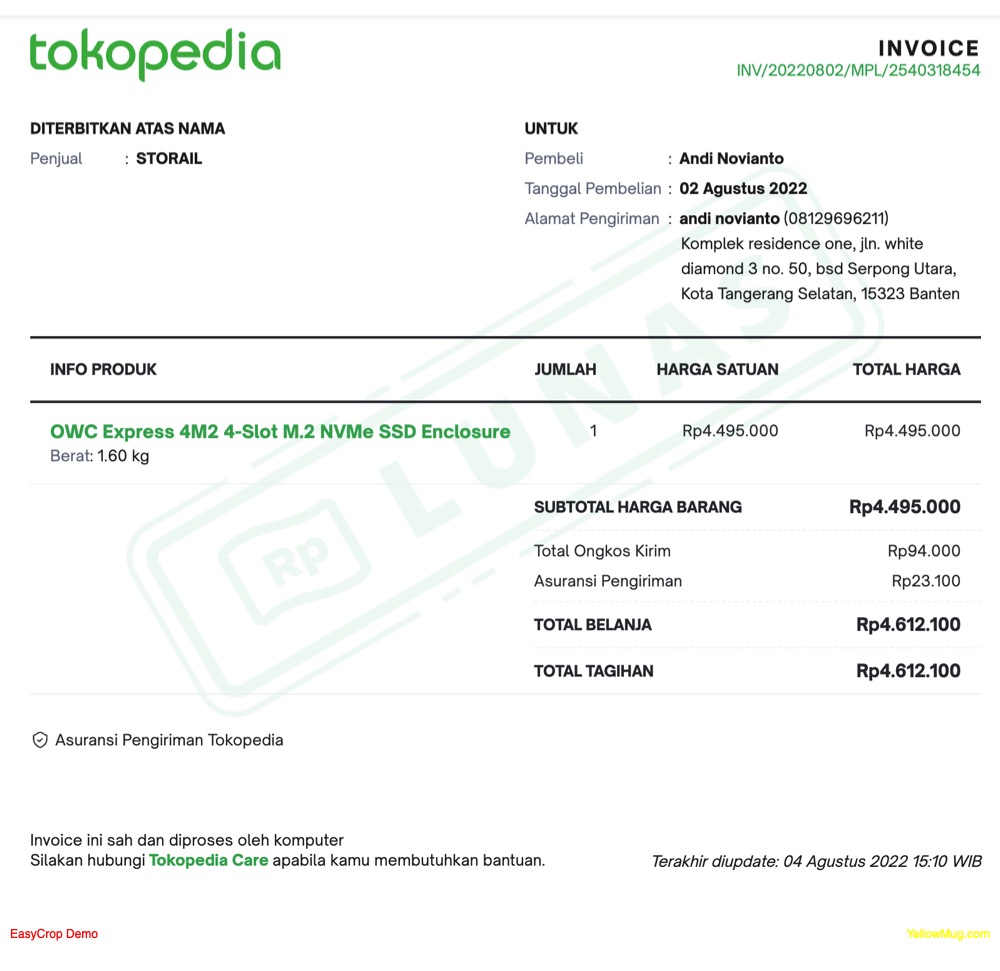 tokopedia
INVOICE
INV/20220802/MPL/2540318454
DITERBITKAN ATAS NAMA
Penjual : STORAIL
UNTUK
Pembeli : Andi Novianto
Tanggal Pembelian : 02 Agustus 2022
Alamat Pengiriman : andi novianto (08129696211)
Komplek residence one, jln. white
diamond 3 no. 50, bsd Serpong Utara,
Kota Tangerang Selatan, 15323 Banten
INFO PRODUK JUMLAH HARGA SATUAN TOTAL HARGA
OWC Express 4M2 4-Slot M.2 NVMe SSD Enclosure 1 Rp4.495.000 Rp4.495.000
Berat: 1.60 kg
Rp LUNAS
SUBTOTAL HARGA BARANG Rp4.495.000
Total Ongkos Kirim Rp94.000
Asuransi Pengiriman Rp23.100
TOTAL BELANJA Rp4.612.100
TOTAL TAGIHAN Rp4.612.100
Asuransi Pengiriman Tokopedia
Invoice ini sah dan diproses oleh komputer
Silakan hubungi Tokopedia Care apabila kamu membutuhkan bantuan.
Terakhir diupdate: 04 Agustus 2022 15:10 WIB
EasyCrop Demo
YellowMug.com